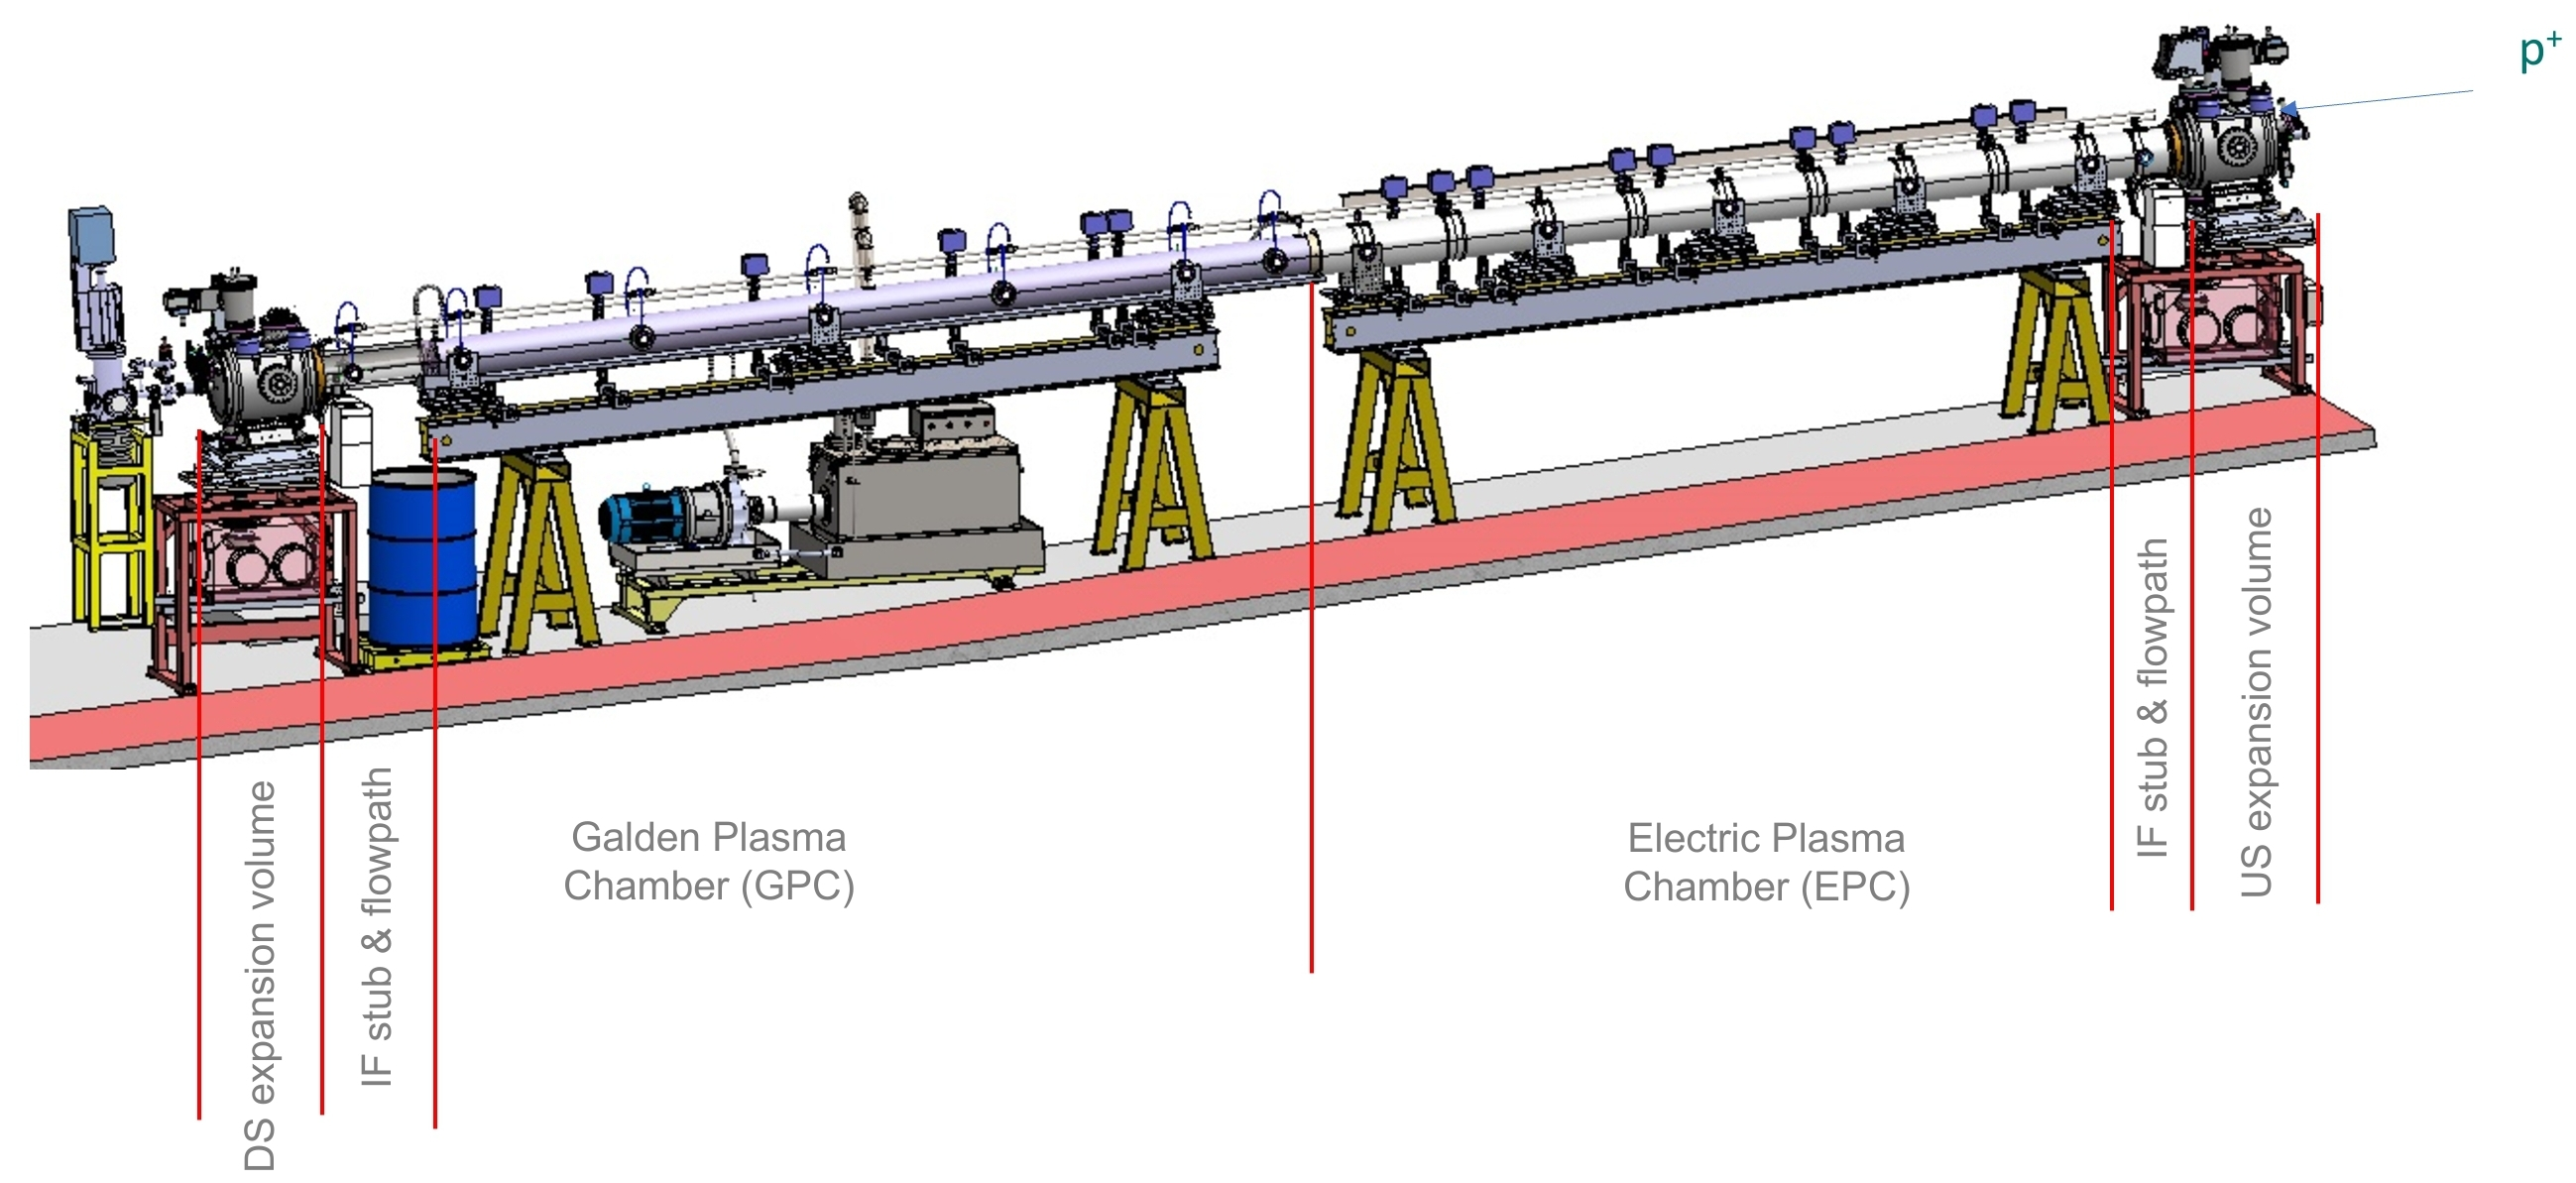 p⁺
DS expansion volume
IF stub & flowpath
Galden Plasma
Chamber (GPC)
Electric Plasma
Chamber (EPC)
IF stub & flowpath
US expansion volume